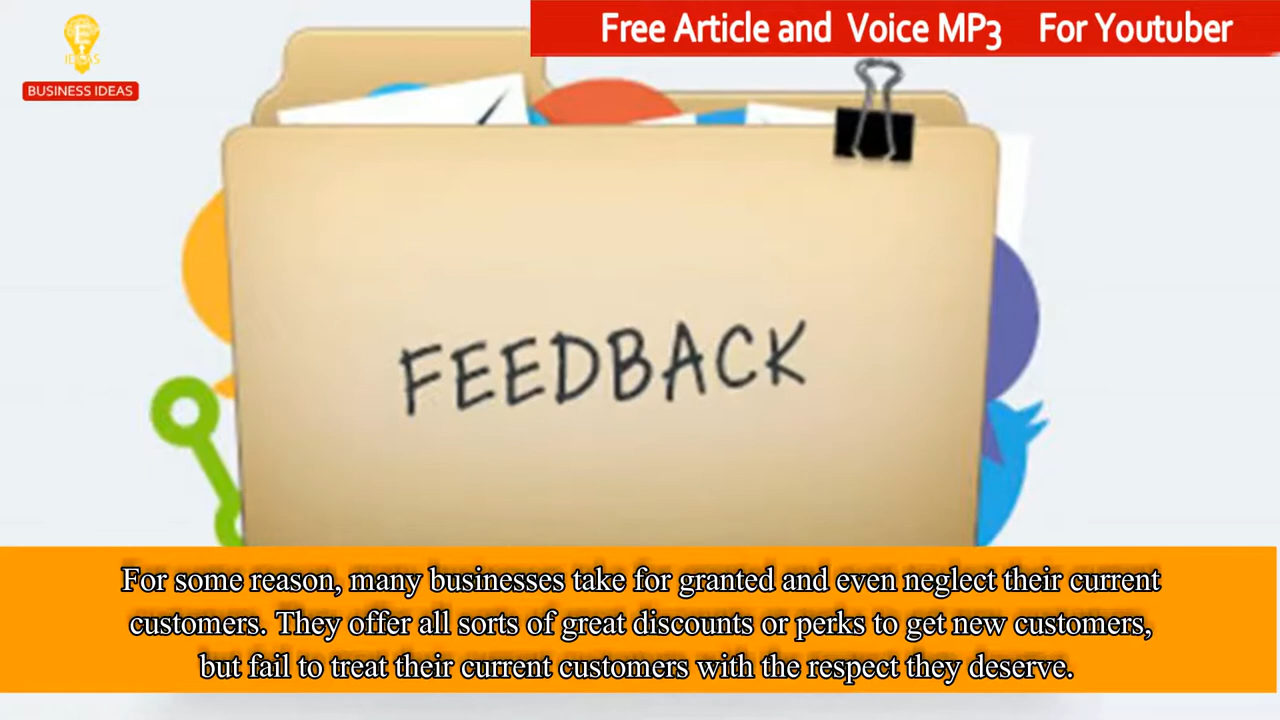 Free Article and Voice MP3 For Youtuber
E
IDEAS
BUSINESS IDEAS
FEEDBACK
For some reason, many businesses take for granted and even neglect their current
customers. They offer all sorts of great discounts or perks to get new customers,
but fail to treat their current customers with the respect they deserve.